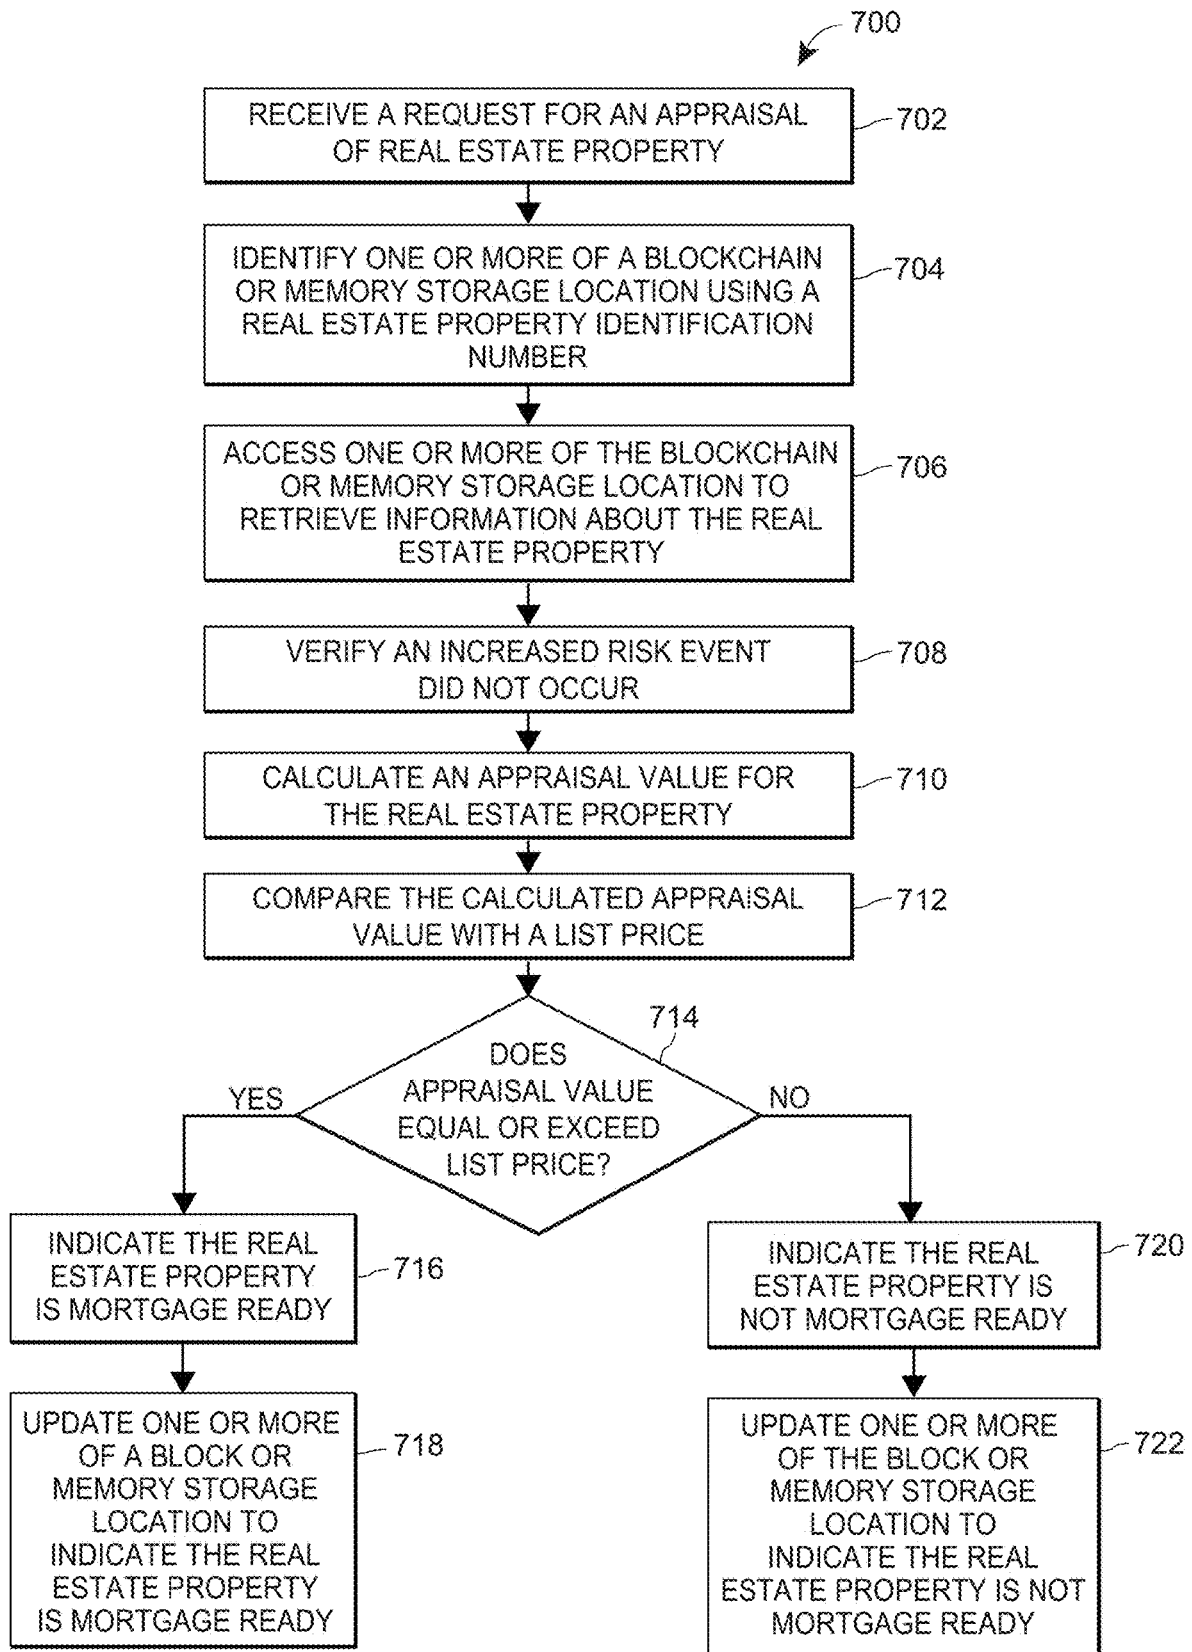 700
RECEIVE A REQUEST FOR AN APPRAISAL
OF REAL ESTATE PROPERTY
702
IDENTIFY ONE OR MORE OF A BLOCKCHAIN
OR MEMORY STORAGE LOCATION USING A
REAL ESTATE PROPERTY IDENTIFICATION
NUMBER
704
ACCESS ONE OR MORE OF THE BLOCKCHAIN
OR MEMORY STORAGE LOCATION TO
RETRIEVE INFORMATION ABOUT THE REAL
ESTATE PROPERTY
706
VERIFY AN INCREASED RISK EVENT
DID NOT OCCUR
708
CALCULATE AN APPRAISAL VALUE FOR
THE REAL ESTATE PROPERTY
710
COMPARE THE CALCULATED APPRAISAL
VALUE WITH A LIST PRICE
712
714
DOES
APPRAISAL VALUE
EQUAL OR EXCEED
LIST PRICE?
YES
NO
INDICATE THE REAL
ESTATE PROPERTY
IS MORTGAGE READY
716
INDICATE THE REAL
ESTATE PROPERTY IS
NOT MORTGAGE READY
720
UPDATE ONE OR MORE
OF A BLOCK OR
MEMORY STORAGE
LOCATION TO
INDICATE THE REAL
ESTATE PROPERTY
IS MORTGAGE READY
718
UPDATE ONE OR MORE
OF THE BLOCK OR
MEMORY STORAGE
LOCATION TO
INDICATE THE REAL
ESTATE PROPERTY IS NOT
MORTGAGE READY
722